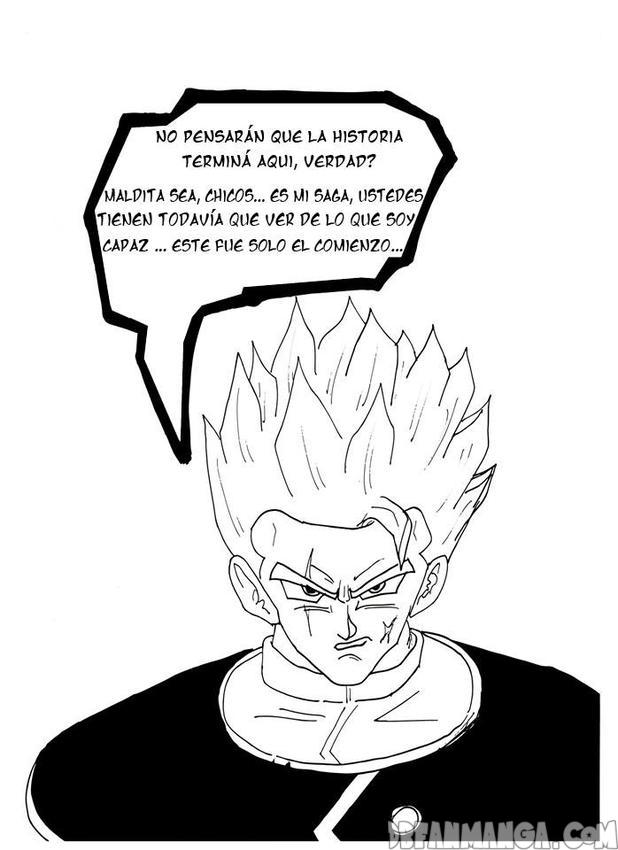 NO PENSARÁN QUE LA HISTORIA
TERMINÁ AQUI, VERDAD?
MALDITA SEA, CHICOS... ES MI SAGA, USTEDES
TIENEN TODAVÍA QUE VER DE LO QUE SOY
CAPAZ ... ESTE FUE SOLO EL COMIENZO...
DBFANMANGA.COM